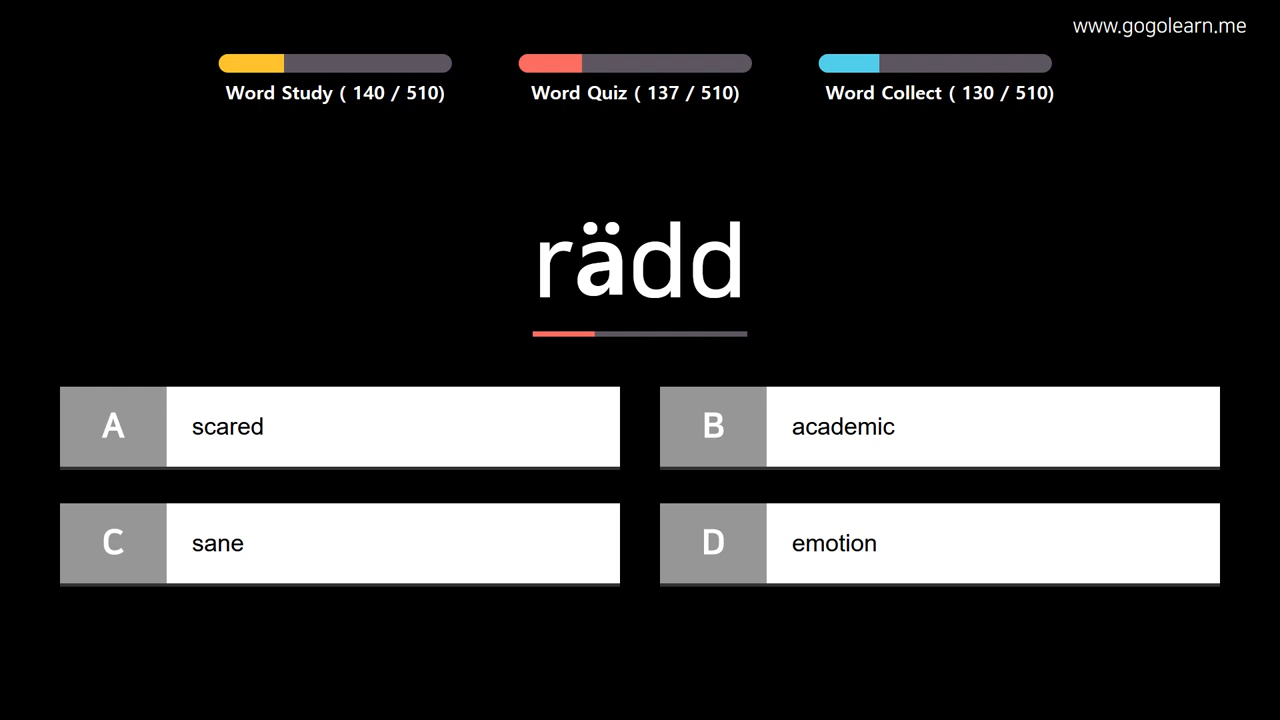 www.gogolearn.me
Word Study ( 140 / 510)
Word Quiz ( 137 / 510)
Word Collect ( 130 / 510)
rädd
A scared
B academic
C sane
D emotion